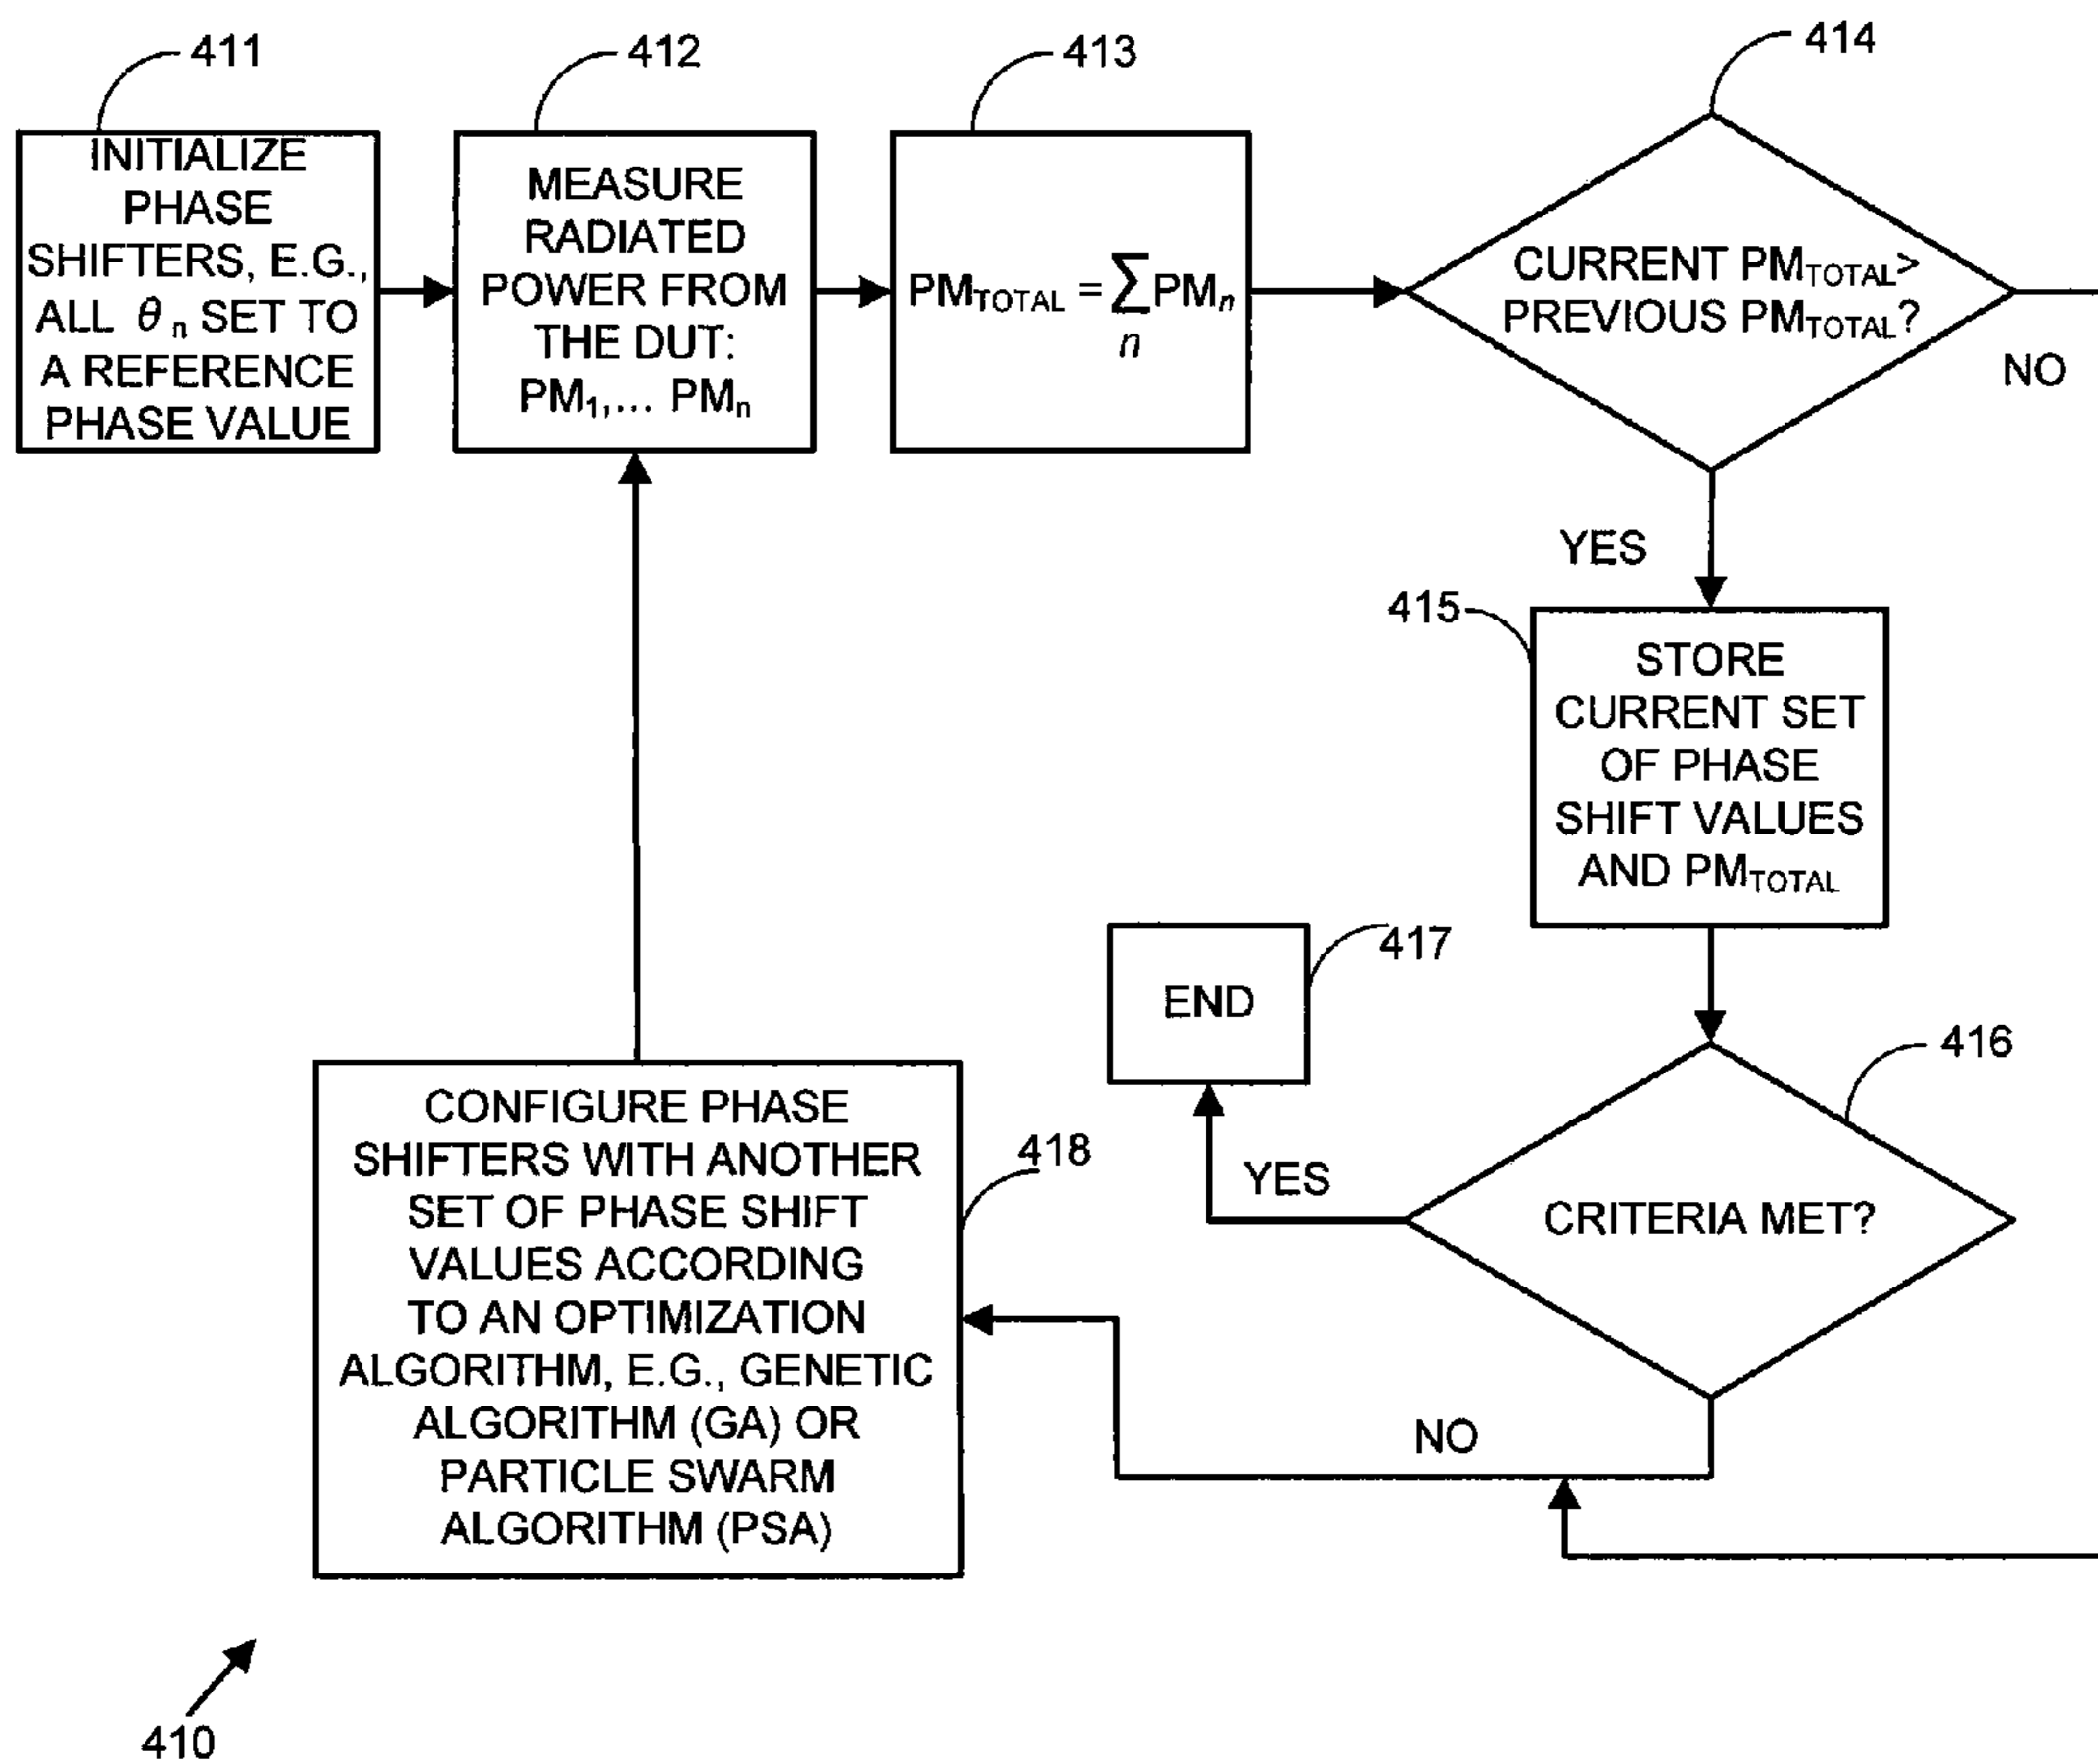 411
INITIALIZE
PHASE
SHIFTERS, E.G.,
ALL θn SET TO
A REFERENCE
PHASE VALUE
412
MEASURE
RADIATED
POWER FROM
THE DUT:
PM1,... PMn
413
PMTOTAL = ∑ PMn
n
414
CURRENT PMTOTAL>
PREVIOUS PMTOTAL?
NO
YES
415
STORE
CURRENT SET
OF PHASE
SHIFT VALUES
AND PMTOTAL
416
CRITERIA MET?
YES
417
END
NO
418
CONFIGURE PHASE
SHIFTERS WITH ANOTHER
SET OF PHASE SHIFT
VALUES ACCORDING
TO AN OPTIMIZATION
ALGORITHM, E.G., GENETIC
ALGORITHM (GA) OR
PARTICLE SWARM
ALGORITHM (PSA)
410